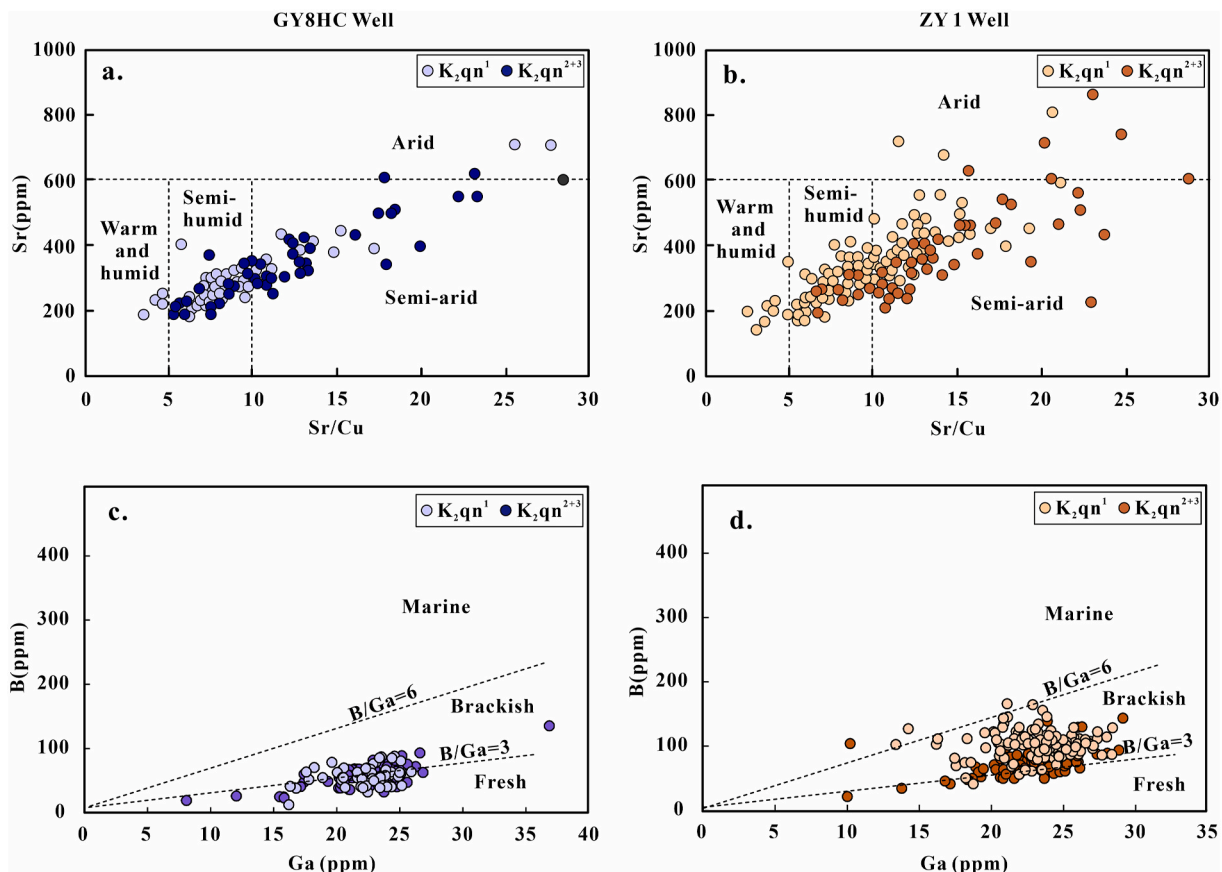 GY8HC Well
ZY 1 Well
a.
K₂qn¹ K₂qn²⁺³
Arid
Semi-
humid
Warm
and
humid
Semi-arid
1000
800
600
400
200
0
Sr(ppm)
0 5 10 15 20 25 30
Sr/Cu
b.
K₂qn¹ K₂qn²⁺³
Arid
Semi-
humid
Warm
and
humid
Semi-arid
1000
800
600
400
200
0
Sr(ppm)
0 5 10 15 20 25 30
Sr/Cu
c.
K₂qn¹ K₂qn²⁺³
Marine
B/Ga=6
Brackish
B/Ga=3
Fresh
400
300
200
100
0
B(ppm)
0 5 10 15 20 25 30 35 40
Ga (ppm)
d.
K₂qn¹ K₂qn²⁺³
Marine
B/Ga=6
Brackish
B/Ga=3
Fresh
400
300
200
100
0
B(ppm)
0 5 10 15 20 25 30 35
Ga (ppm)